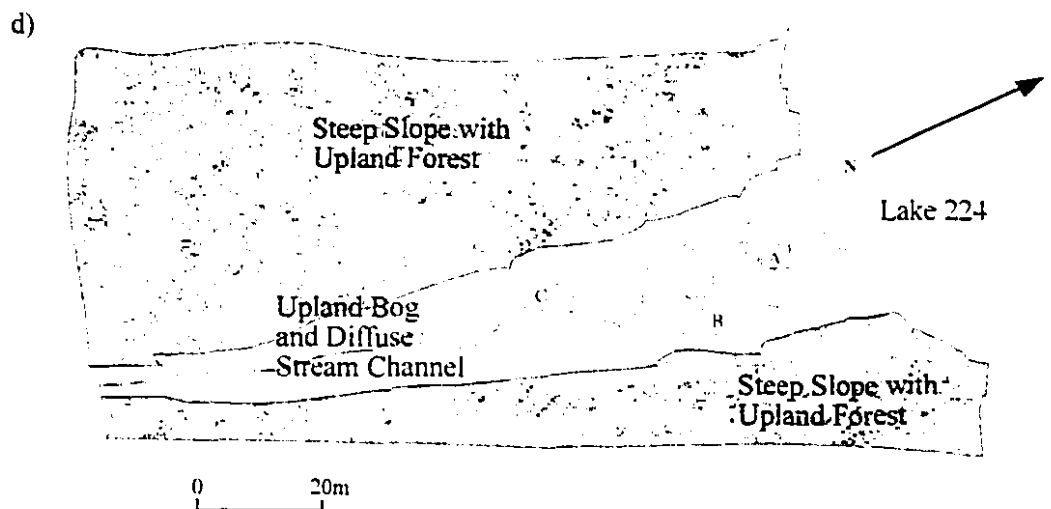 d)
Steep Slope with
Upland Forest
N
Lake 224
A
C
Upland Bog
and Diffuse
Stream Channel
B
Steep Slope with
Upland Forest
0 20m